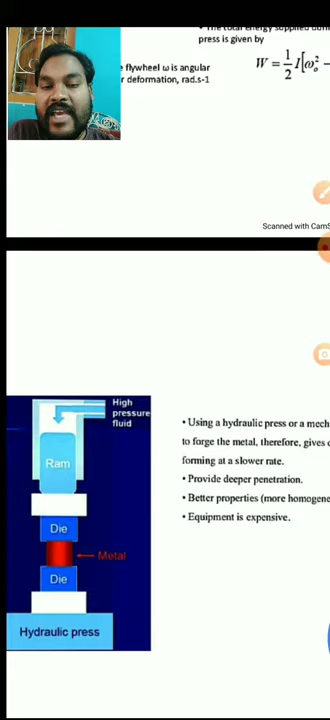 press is given by
flywheel ω is angular
r deformation, rad.s-1
W = 1/2 I[ω²ₒ -
Scanned with CamS
High
pressure
fluid
Ram
Die
Metal
Die
Hydraulic press
• Using a hydraulic press or a mech
to forge the metal, therefore, gives
forming at a slower rate.
• Provide deeper penetration.
• Better properties (more homogene
• Equipment is expensive.